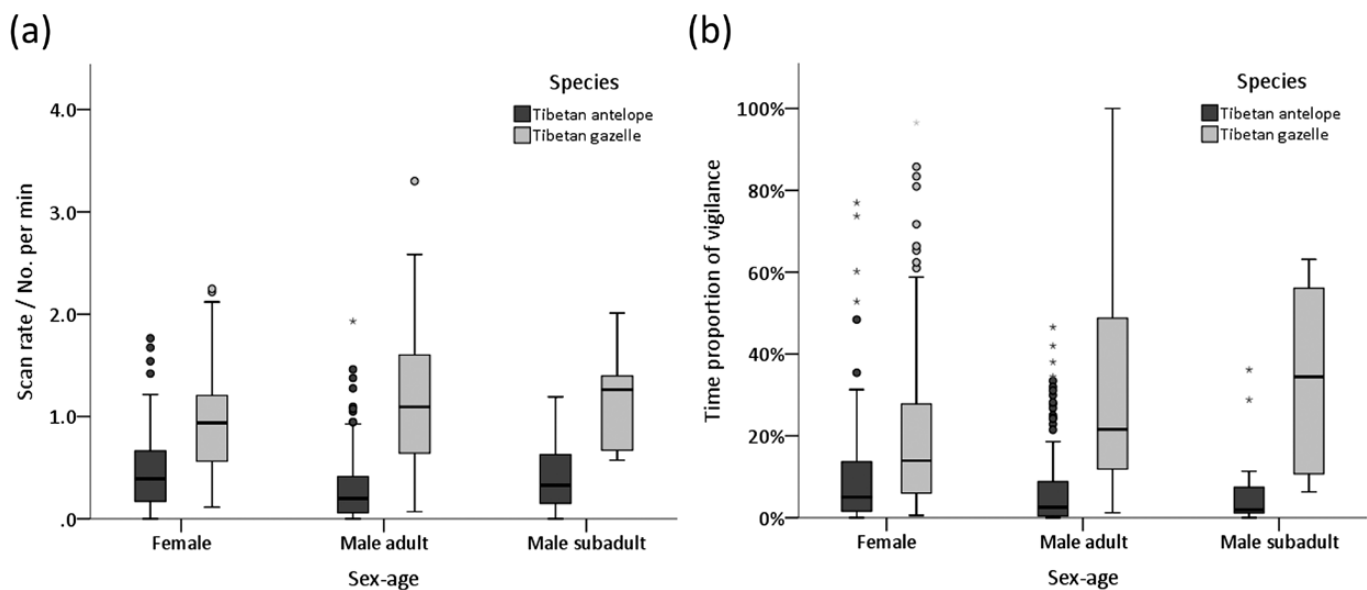 (a)
Species
Tibetan antelope
Tibetan gazelle
4.0
3.0
2.0
1.0
.0
Scan rate / No. per min
Female
Male adult
Male subadult
Sex-age
(b)
Species
Tibetan antelope
Tibetan gazelle
100%
80%
60%
40%
20%
0%
Time proportion of vigilance
Female
Male adult
Male subadult
Sex-age